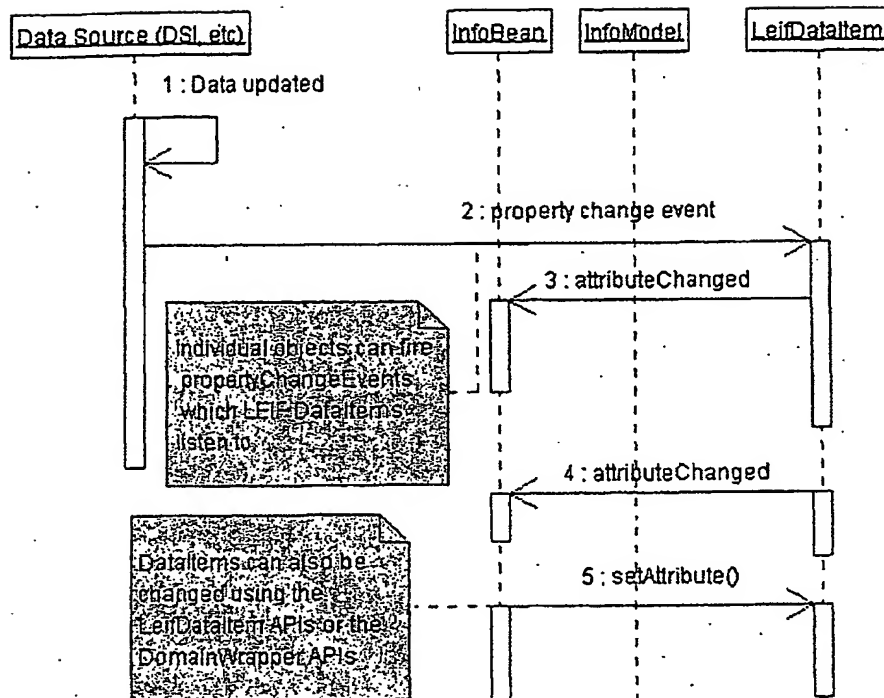 Data Source (DSI, etc)
InfoBean
InfoModel
LeifDataItem
1 : Data updated
2 : property change event
3 : attributeChanged
Individual objects can fire
propertyChangeEvents,
which LEIF DataItems
listen to.
4 : attributeChanged
DataItems can also be
changed using the
LeifDataItem APIs or the
DomainWrapper APIs
5 : setAttribute()